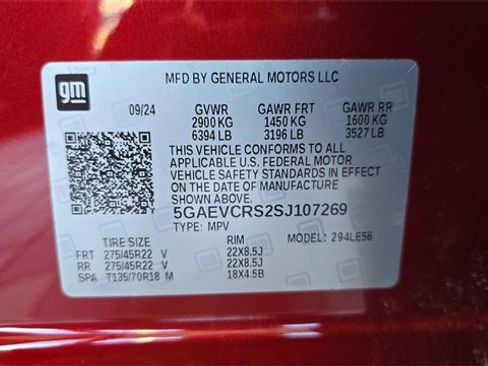 MFD BY GENERAL MOTORS LLC
gm
09/24 GVWR GAWR FRT GAWR RR
2900 KG 1450 KG 1600 KG
6394 LB 3196 LB 3527 LB
THIS VEHICLE CONFORMS TO ALL
APPLICABLE U.S. FEDERAL MOTOR
VEHICLE SAFETY STANDARDS IN EFFECT
ON THE DATE OF MANUFACTURE
SHOWN ABOVE.
5GAEVCRS2SJ107269
TYPE: MPV MODEL: 294LE56
TIRE SIZE RIM
FRT 275/45R22 V 22X8.5J
RR 275/45R22 V 22X8.5J
SPA T135/70R18 M 18X4.5B